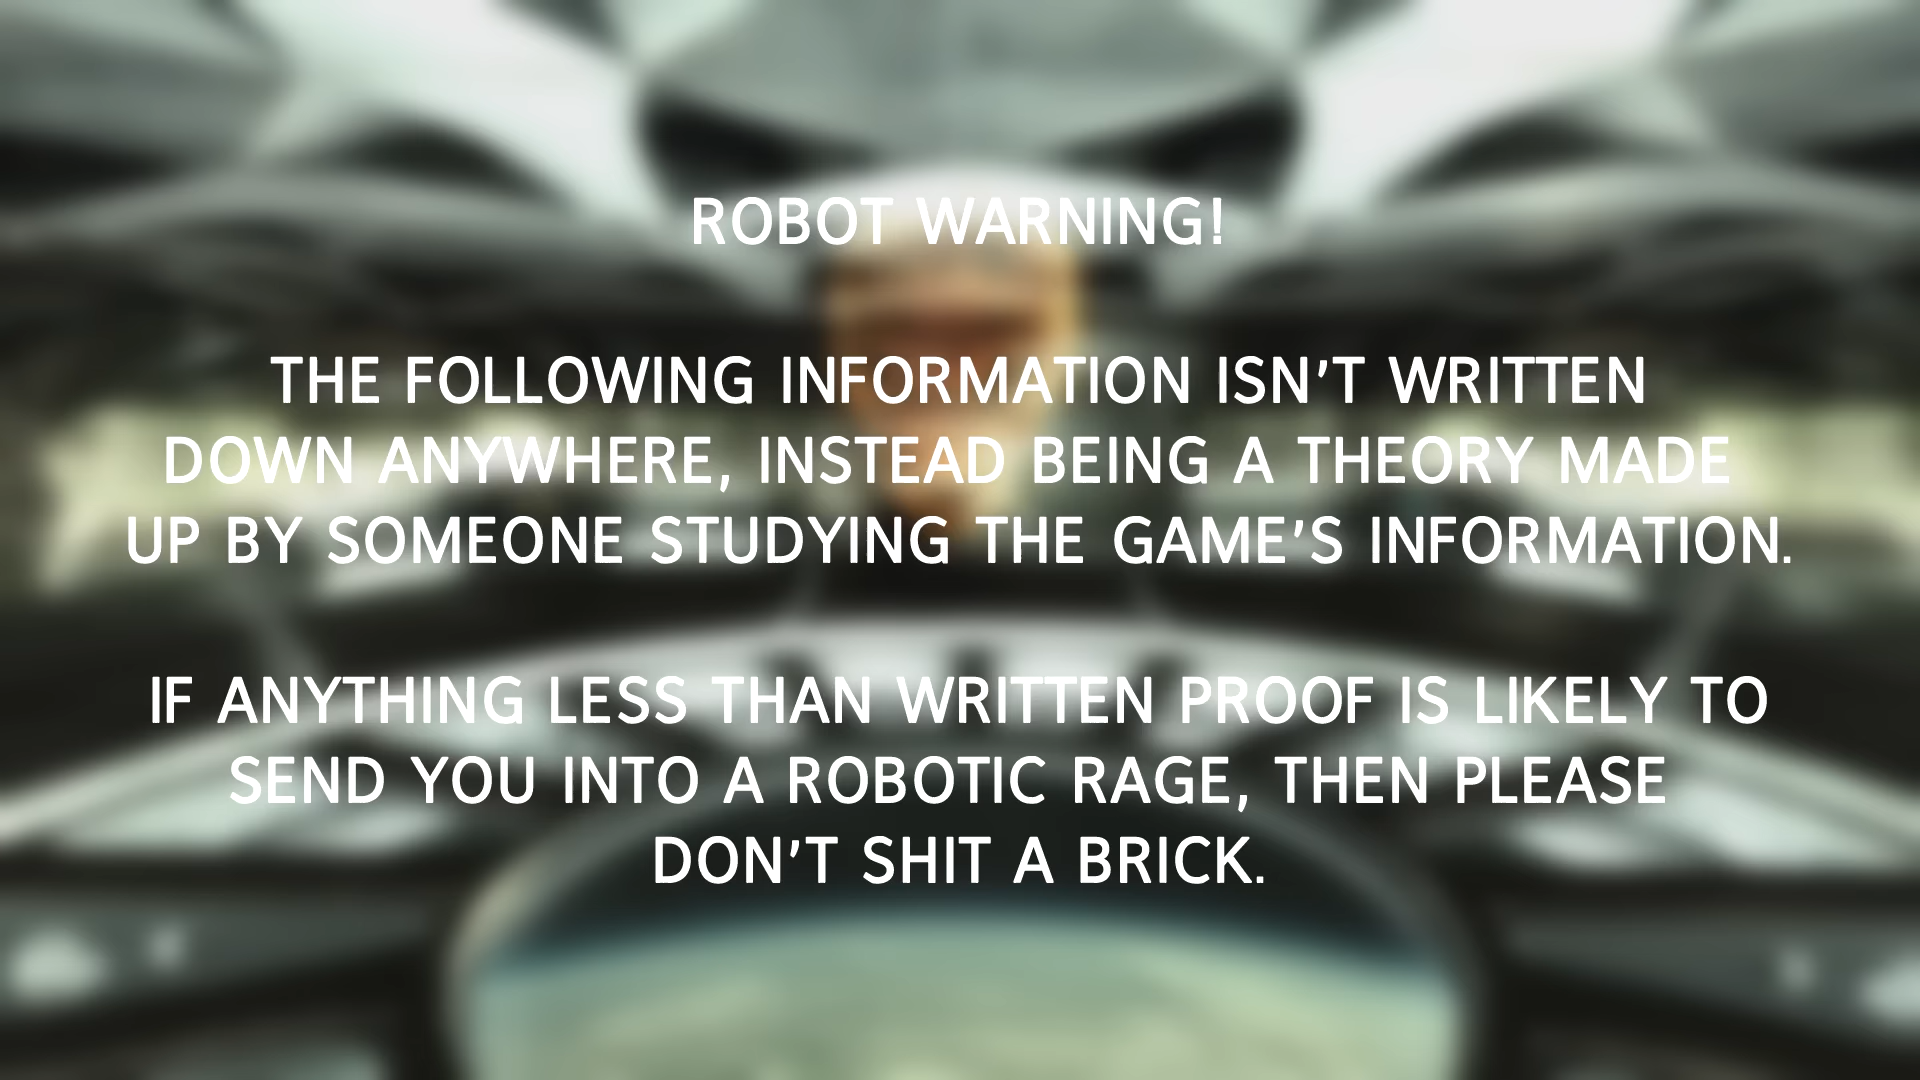 ROBOT WARNING!
THE FOLLOWING INFORMATION ISN'T WRITTEN
DOWN ANYWHERE, INSTEAD BEING A THEORY MADE
UP BY SOMEONE STUDYING THE GAME'S INFORMATION.
IF ANYTHING LESS THAN WRITTEN PROOF IS LIKELY TO
SEND YOU INTO A ROBOTIC RAGE, THEN PLEASE
DON'T SHIT A BRICK.